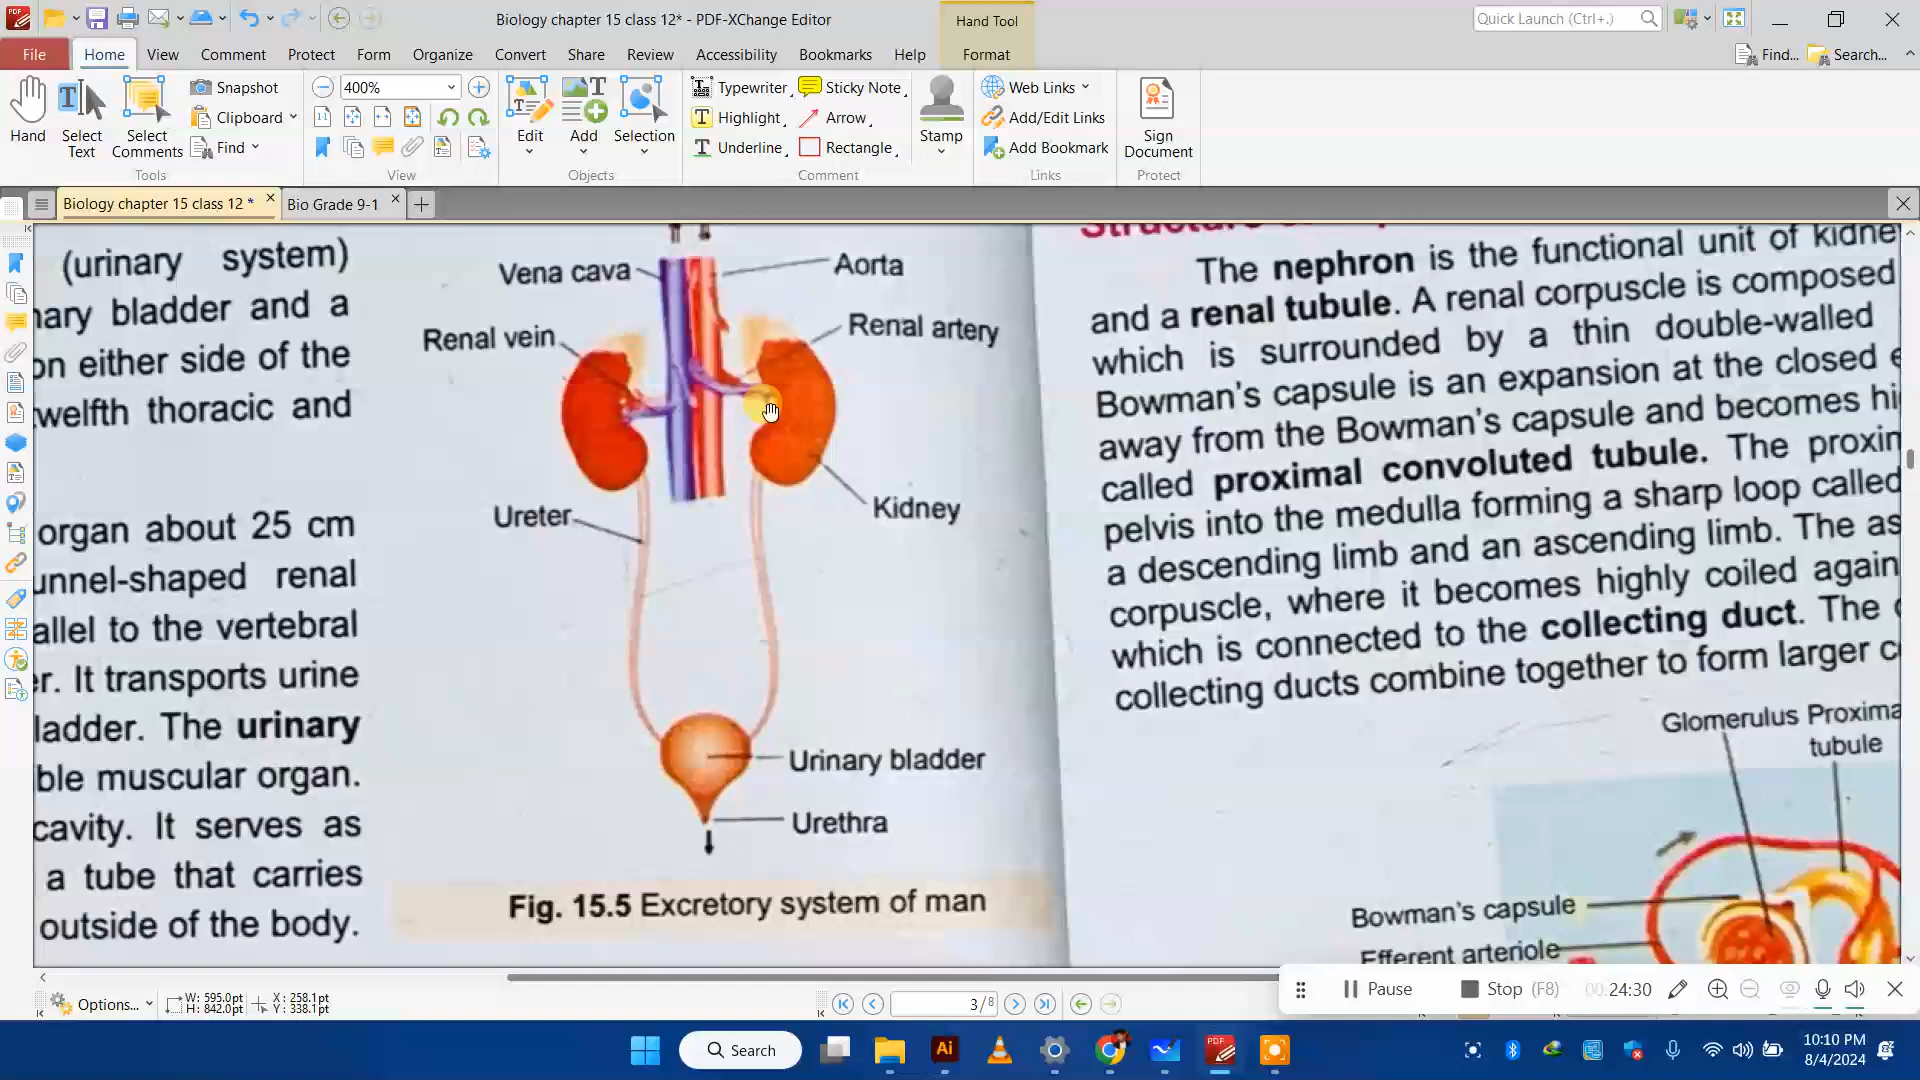 Biology chapter 15 class 12* - PDF-XChange Editor
Hand Tool
Quick Launch (Ctrl+.)
File
Home
View
Comment
Protect
Form
Organize
Convert
Share
Review
Accessibility
Bookmarks
Help
Format
Find...
Search...
Hand
Select Text
Select Comments
Snapshot
Clipboard
Find
Tools
400%
View
Edit
Add
Selection
Objects
Typewriter
Sticky Note
Highlight
Arrow
Underline
Rectangle
Comment
Stamp
Web Links
Add/Edit Links
Add Bookmark
Links
Sign Document
Protect
Biology chapter 15 class 12 *
Bio Grade 9-1
(urinary system)
nary bladder and a
on either side of the
welfth thoracic and
organ about 25 cm
unnel-shaped renal
allel to the vertebral
er. It transports urine
ladder. The urinary
ble muscular organ.
cavity. It serves as
a tube that carries
outside of the body.
Vena cava
Aorta
Renal vein
Renal artery
Ureter
Kidney
Urinary bladder
Urethra
Fig. 15.5 Excretory system of man
The nephron is the functional unit of kidne
and a renal tubule. A renal corpuscle is composed
which is surrounded by a thin double-walled
Bowman's capsule is an expansion at the closed e
away from the Bowman's capsule and becomes hi
called proximal convoluted tubule. The proxim
pelvis into the medulla forming a sharp loop called
a descending limb and an ascending limb. The as
corpuscle, where it becomes highly coiled again
which is connected to the collecting duct. The
collecting ducts combine together to form larger c
Glomerulus Proxima
tubule
Bowman's capsule
Efferent arteriole
Options...
W: 595.0pt
H: 842.0pt
X: 258.1pt
Y: 338.1pt
3 / 8
Pause
Stop (F8)
00:24:30
Search
10:10 PM
8/4/2024